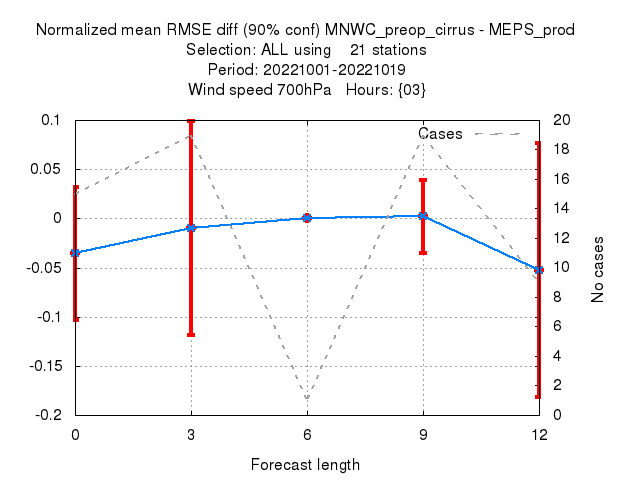 Normalized mean RMSE diff (90% conf) MNWC_preop_cirrus - MEPS_prod
Selection: ALL using    21 stations
Period: 20221001-20221019
Wind speed 700hPa   Hours: {03}
Cases
0.1
0.05
0
-0.05
-0.1
-0.15
-0.2
20
18
16
14
12
10
8
6
4
2
0
No cases
0 3 6 9 12
Forecast length